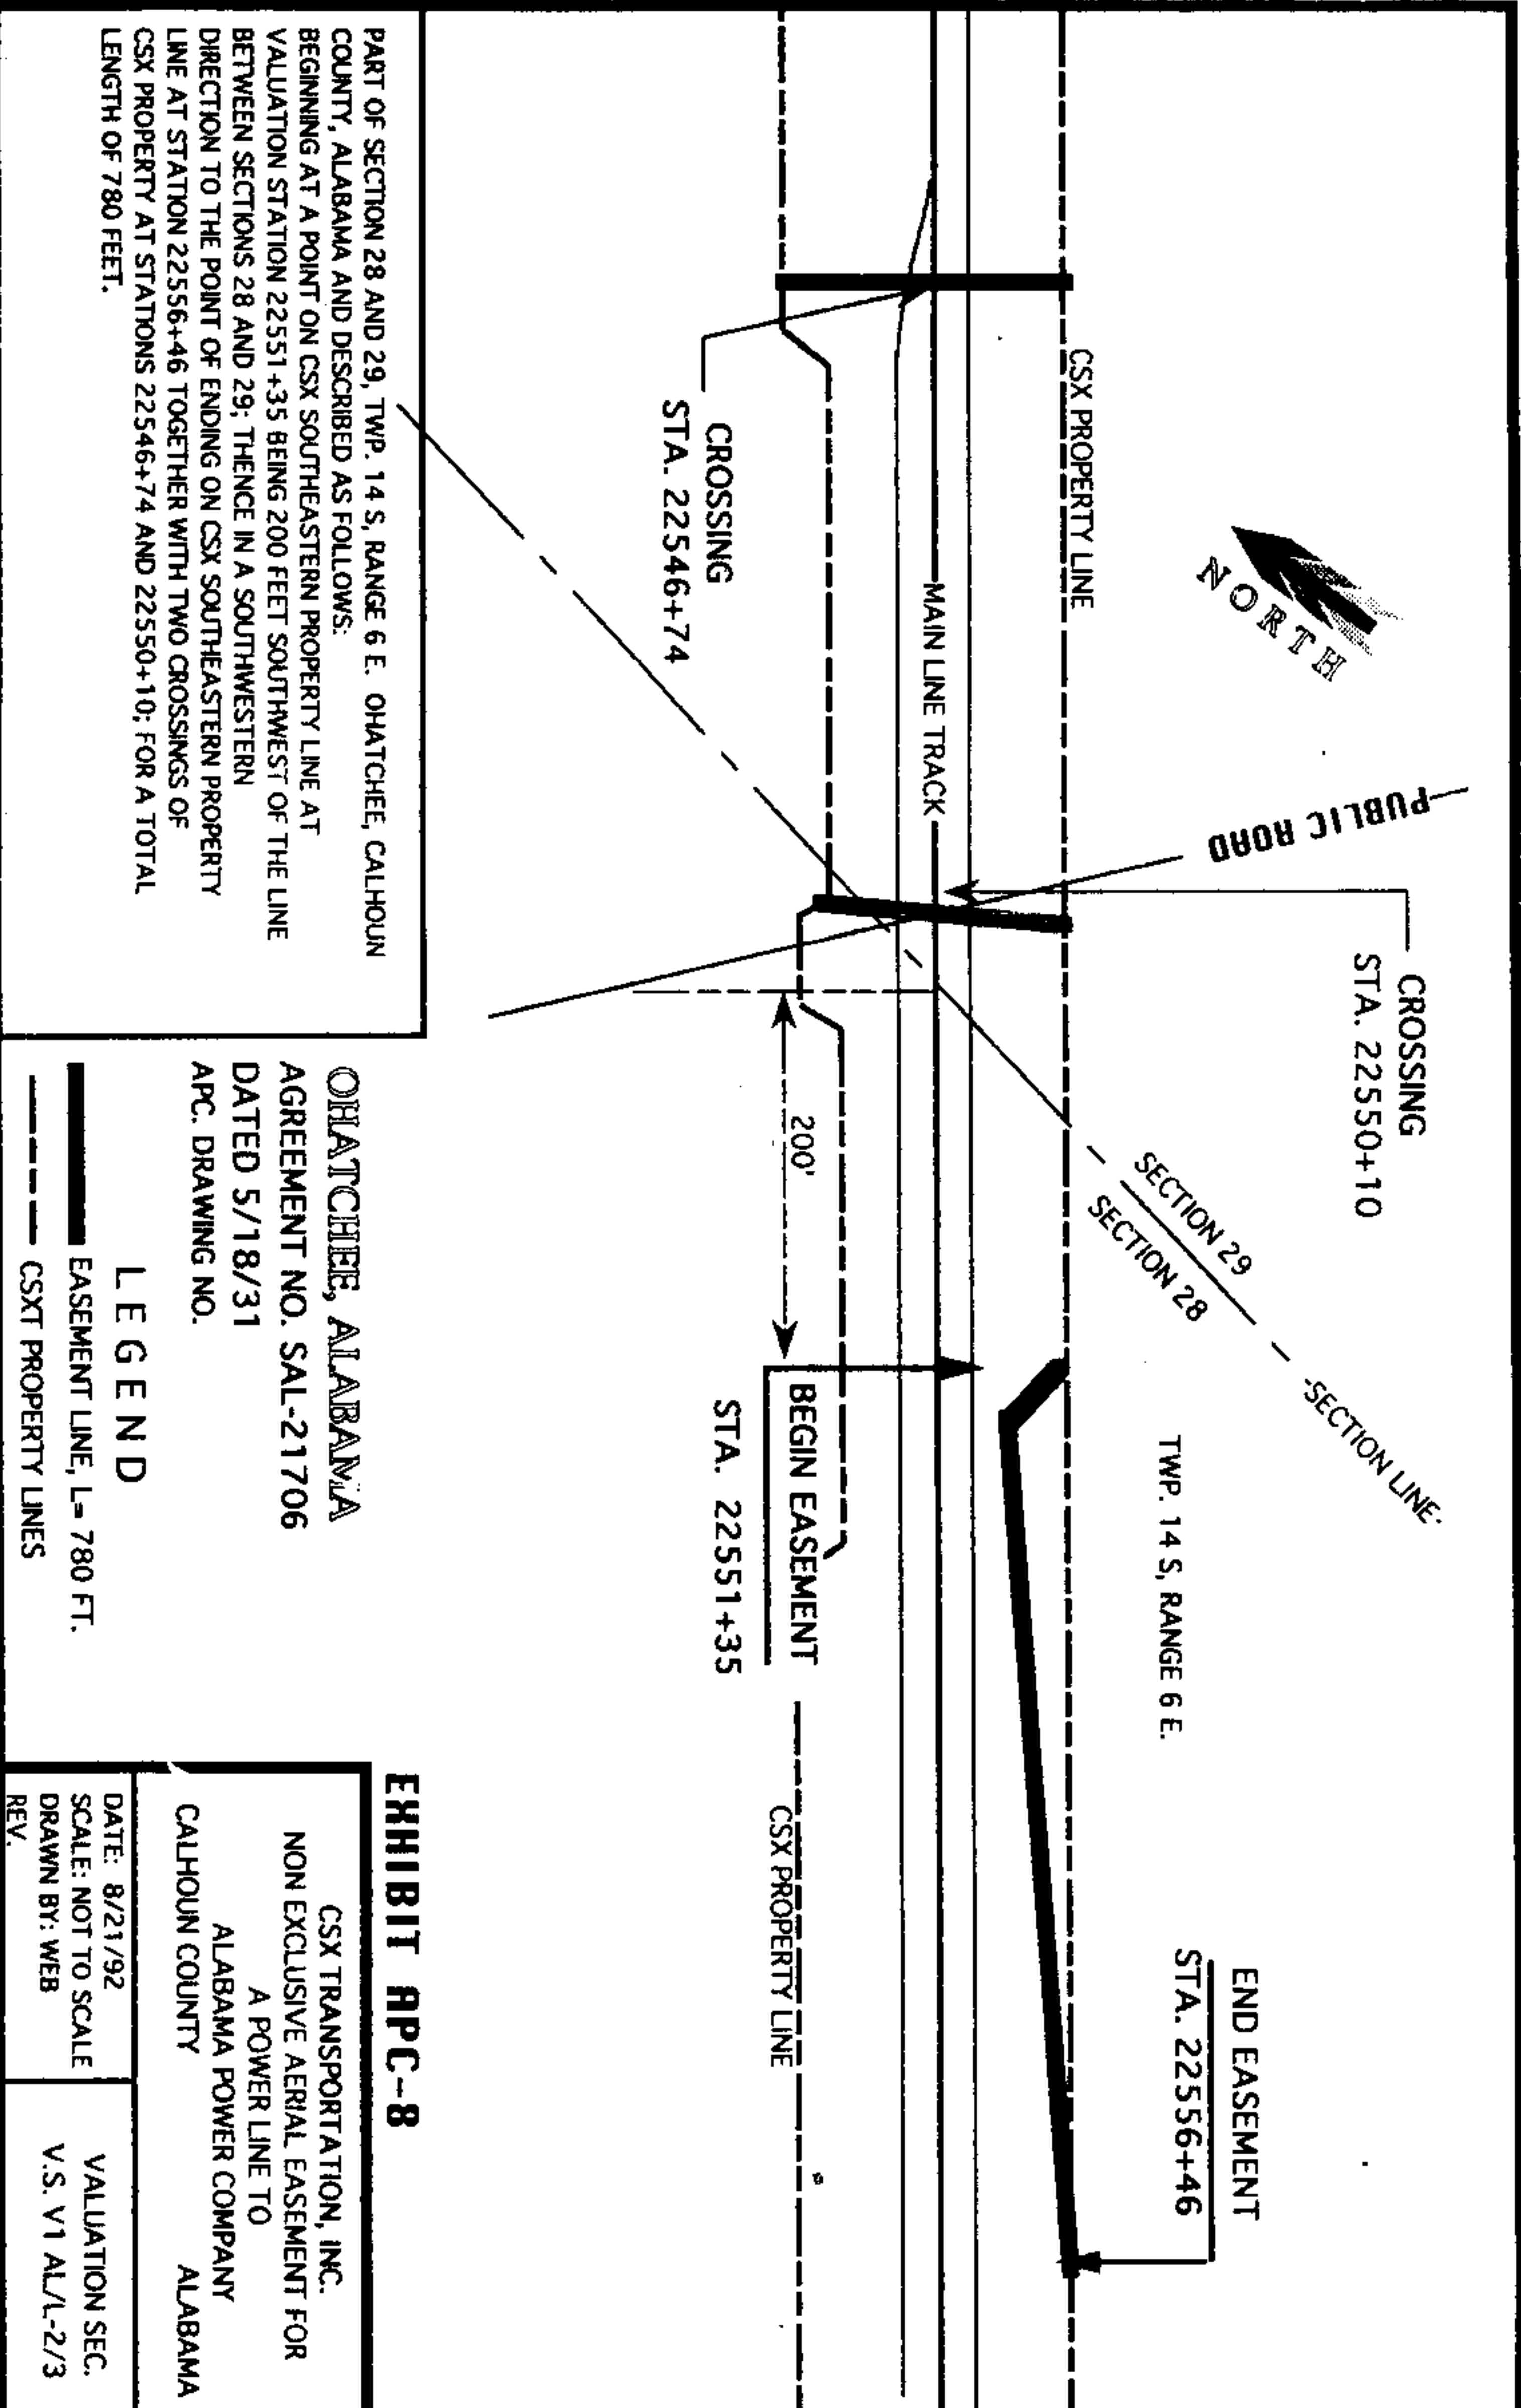 CROSSING
STA. 22550+10
END EASEMENT
STA. 22556+46
NORTH
PUBLIC ROAD
SECTION 29
SECTION 28
SECTION LINE
TWP. 14 S, RANGE 6 E.
CSX PROPERTY LINE
MAIN LINE TRACK
CROSSING
STA. 22546+74
200'
BEGIN EASEMENT
STA. 22551+35
CSX PROPERTY LINE
PART OF SECTION 28 AND 29, TWP. 14 S, RANGE 6 E. OHATCHEE, CALHOUN
COUNTY, ALABAMA AND DESCRIBED AS FOLLOWS:
BEGINNING AT A POINT ON CSX SOUTHEASTERN PROPERTY LINE AT
VALUATION STATION 22551+35 BEING 200 FEET SOUTHWEST OF THE LINE
BETWEEN SECTIONS 28 AND 29; THENCE IN A SOUTHWESTERN
DIRECTION TO THE POINT OF ENDING ON CSX SOUTHEASTERN PROPERTY
LINE AT STATION 22556+46 TOGETHER WITH TWO CROSSINGS OF
CSX PROPERTY AT STATIONS 22546+74 AND 22550+10; FOR A TOTAL
LENGTH OF 780 FEET.
OHATCHEE, ALABAMA
AGREEMENT NO. SAL-21706
DATED 5/18/31
APC. DRAWING NO.
LEGEND
EASEMENT LINE, L= 780 FT.
CSXT PROPERTY LINES
EXHIBIT APC-8
CSX TRANSPORTATION, INC.
NON EXCLUSIVE AERIAL EASEMENT FOR
A POWER LINE TO
ALABAMA POWER COMPANY
CALHOUN COUNTY ALABAMA
DATE: 8/21/92
SCALE: NOT TO SCALE
DRAWN BY: WEB
REV.
VALUATION SEC.
V.S. V1 AL/L-2/3